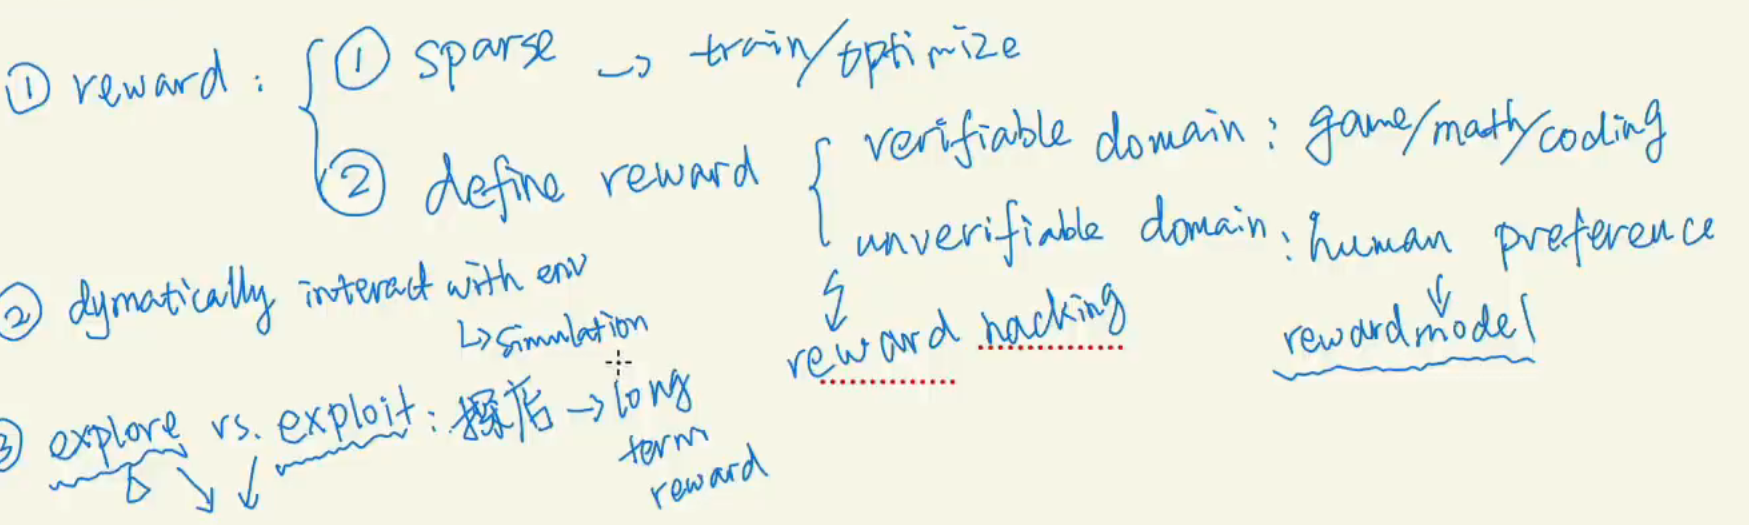 ① reward : { ① sparse → train/optimize
② define reward { verifiable domain : game/math/coding
unverifiable domain : human preference
↓ reward model
↓ reward hacking
② dymatically interact with env
↳ simulation
③ explore vs. exploit : 探店 → long
term
reward